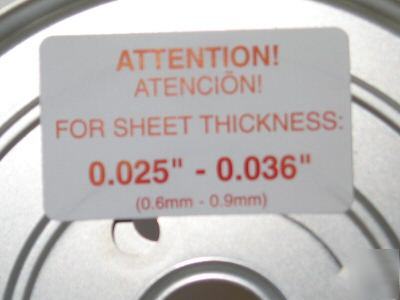 ATTENTION!
ATENCIÓN!
FOR SHEET THICKNESS:
0.025" - 0.036"
(0.6mm - 0.9mm)